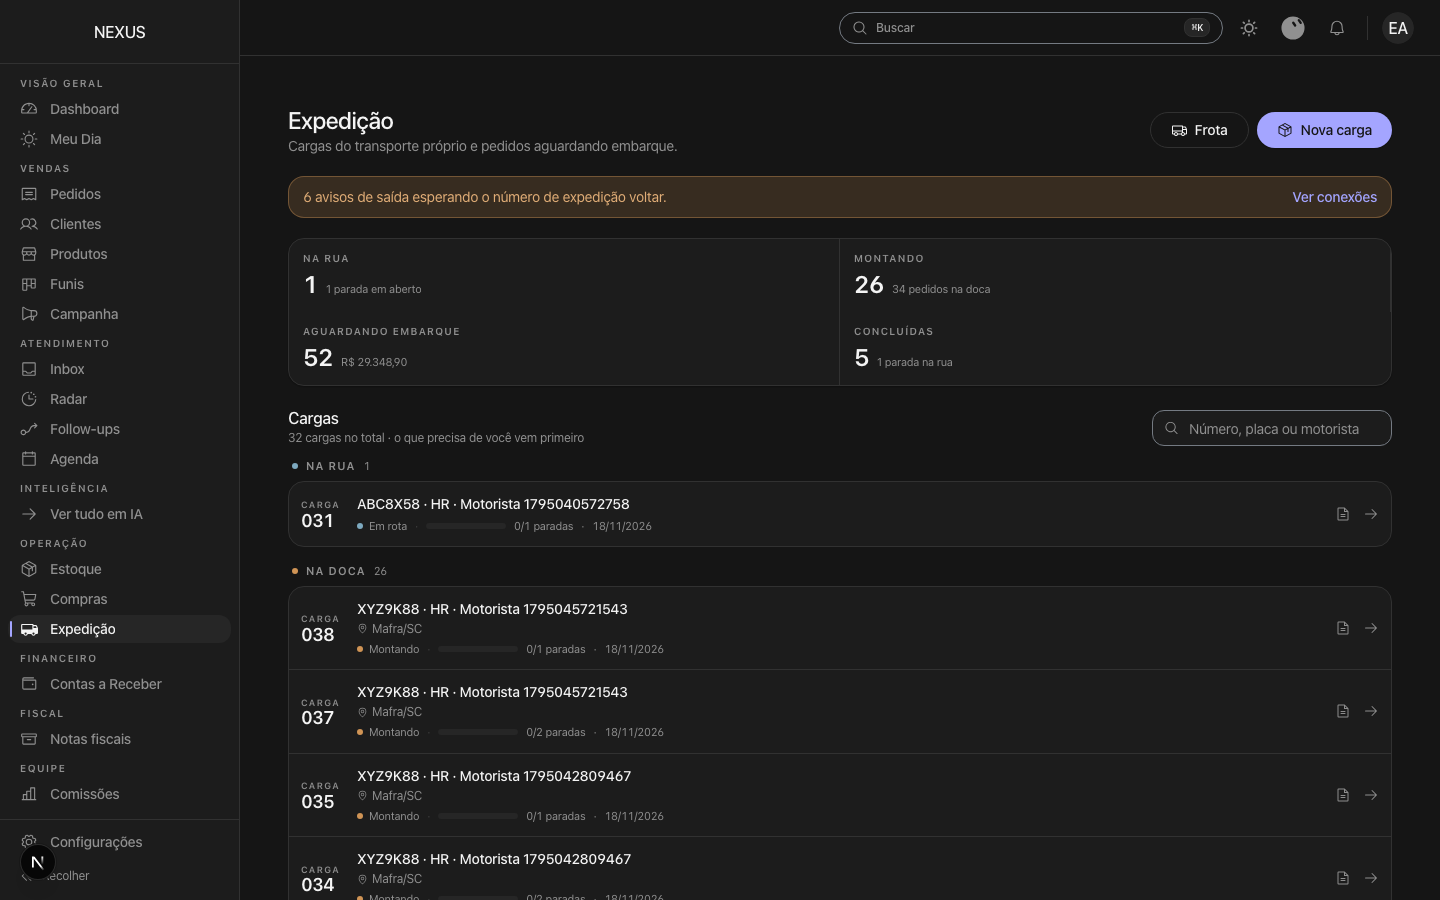 NEXUS
VISÃO GERAL
Dashboard
Meu Dia
VENDAS
Pedidos
Clientes
Produtos
Funis
Campanha
ATENDIMENTO
Inbox
Radar
Follow-ups
Agenda
INTELIGÊNCIA
Ver tudo em IA
OPERAÇÃO
Estoque
Compras
Expedição
FINANCEIRO
Contas a Receber
FISCAL
Notas fiscais
EQUIPE
Comissões
Configurações
N
ecolher
Buscar
⌘K
EA
Expedição
Cargas do transporte próprio e pedidos aguardando embarque.
Frota
Nova carga
6 avisos de saída esperando o número de expedição voltar.
Ver conexões
NA RUA
1 1 parada em aberto
MONTANDO
26 34 pedidos na doca
AGUARDANDO EMBARQUE
52 R$ 29.348,90
CONCLUÍDAS
5 1 parada na rua
Cargas
32 cargas no total · o que precisa de você vem primeiro
Número, placa ou motorista
NA RUA 1
CARGA
031
ABC8X58 · HR · Motorista 1795040572758
Em rota · 0/1 paradas · 18/11/2026
NA DOCA 26
CARGA
038
XYZ9K88 · HR · Motorista 1795045721543
Mafra/SC
Montando · 0/1 paradas · 18/11/2026
CARGA
037
XYZ9K88 · HR · Motorista 1795045721543
Mafra/SC
Montando · 0/2 paradas · 18/11/2026
CARGA
035
XYZ9K88 · HR · Motorista 1795042809467
Mafra/SC
Montando · 0/1 paradas · 18/11/2026
CARGA
034
XYZ9K88 · HR · Motorista 1795042809467
Mafra/SC
Montando · 0/2 paradas · 18/11/2026